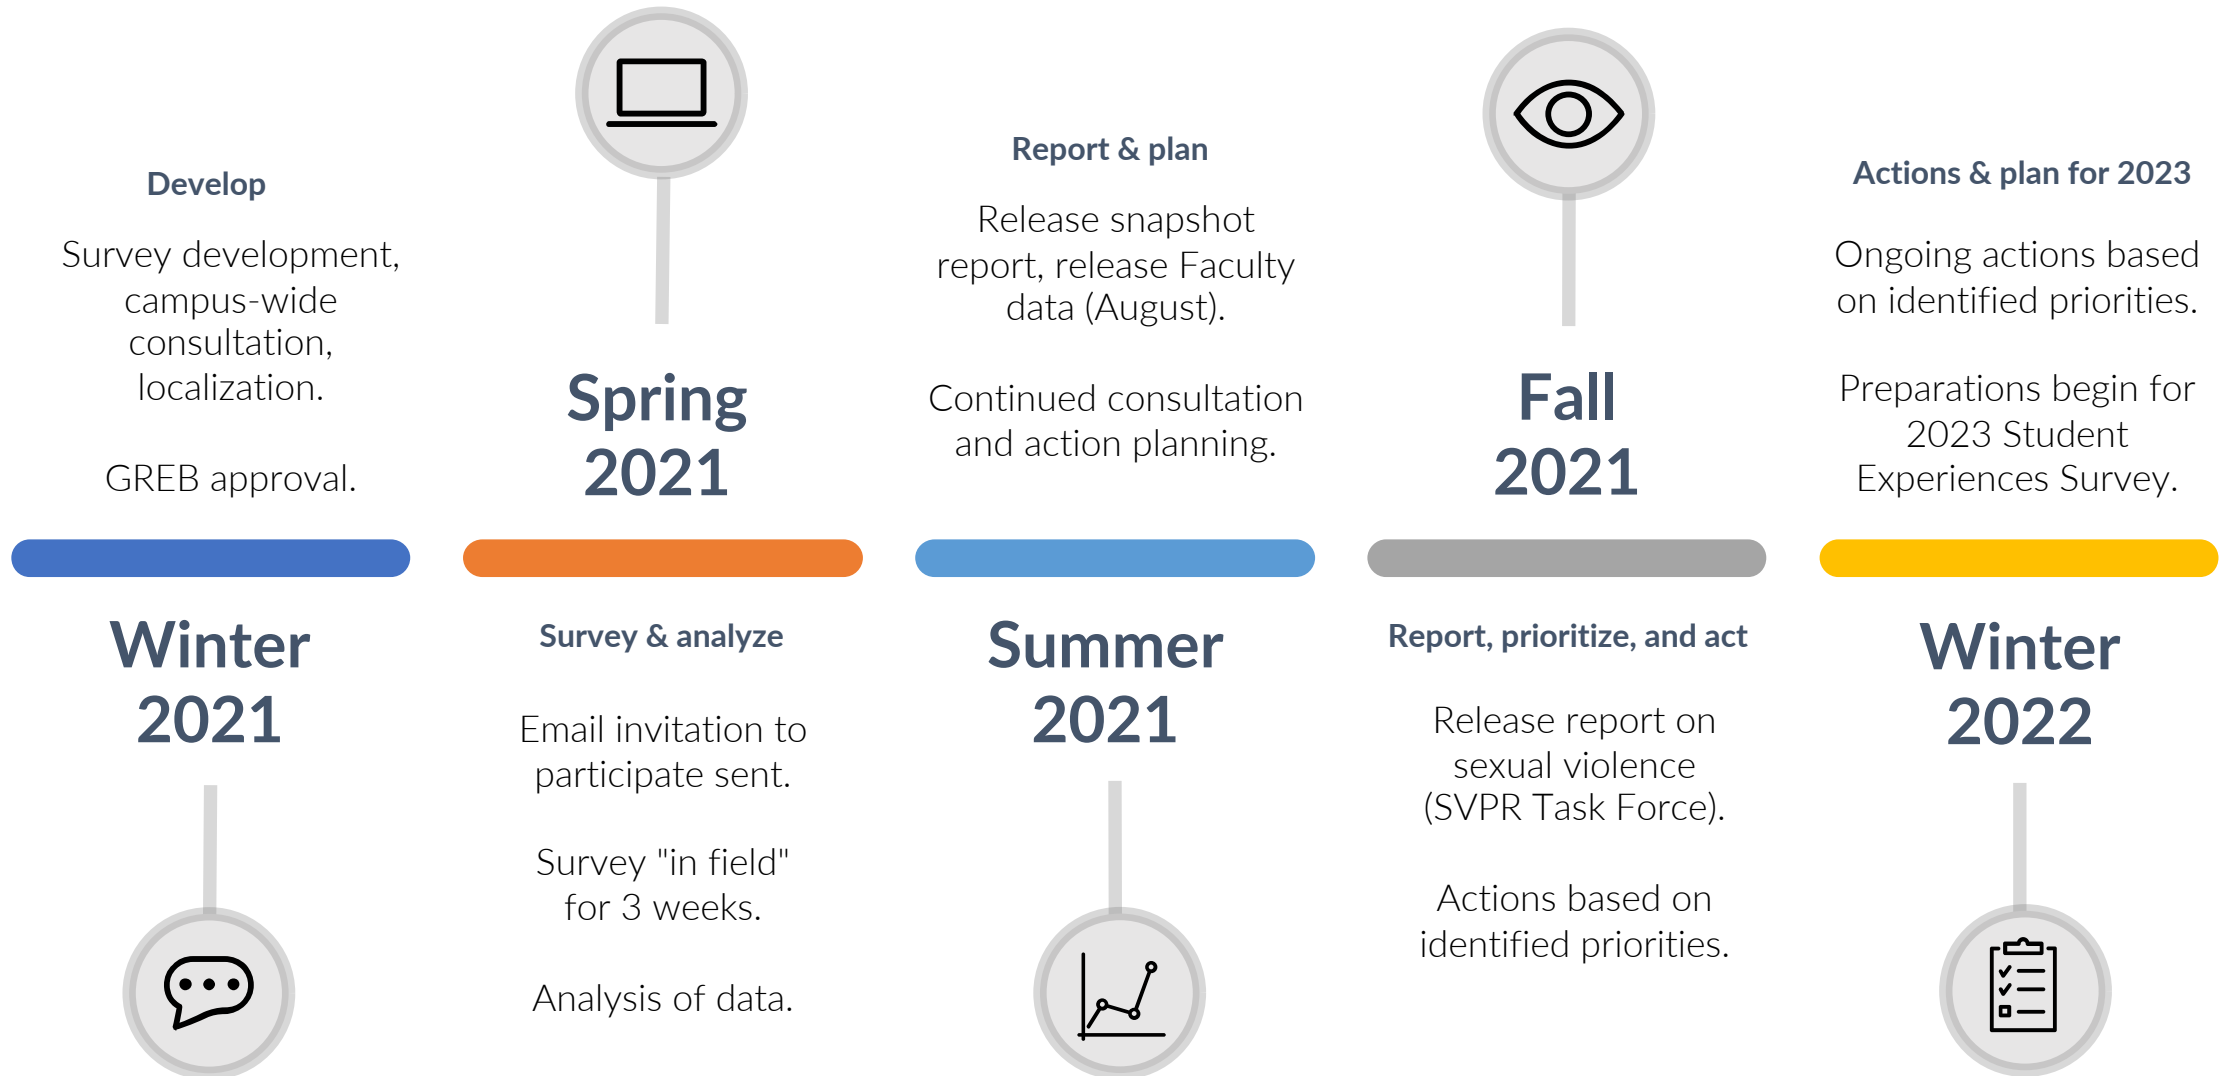 Develop
Survey development,
campus-wide
consultation,
localization.
GREB approval.
Winter
2021
Spring
2021
Survey & analyze
Email invitation to
participate sent.
Survey "in field"
for 3 weeks.
Analysis of data.
Report & plan
Release snapshot
report, release Faculty
data (August).
Continued consultation
and action planning.
Summer
2021
Fall
2021
Report, prioritize, and act
Release report on
sexual violence
(SVPR Task Force).
Actions based on
identified priorities.
Actions & plan for 2023
Ongoing actions based
on identified priorities.
Preparations begin for
2023 Student
Experiences Survey.
Winter
2022